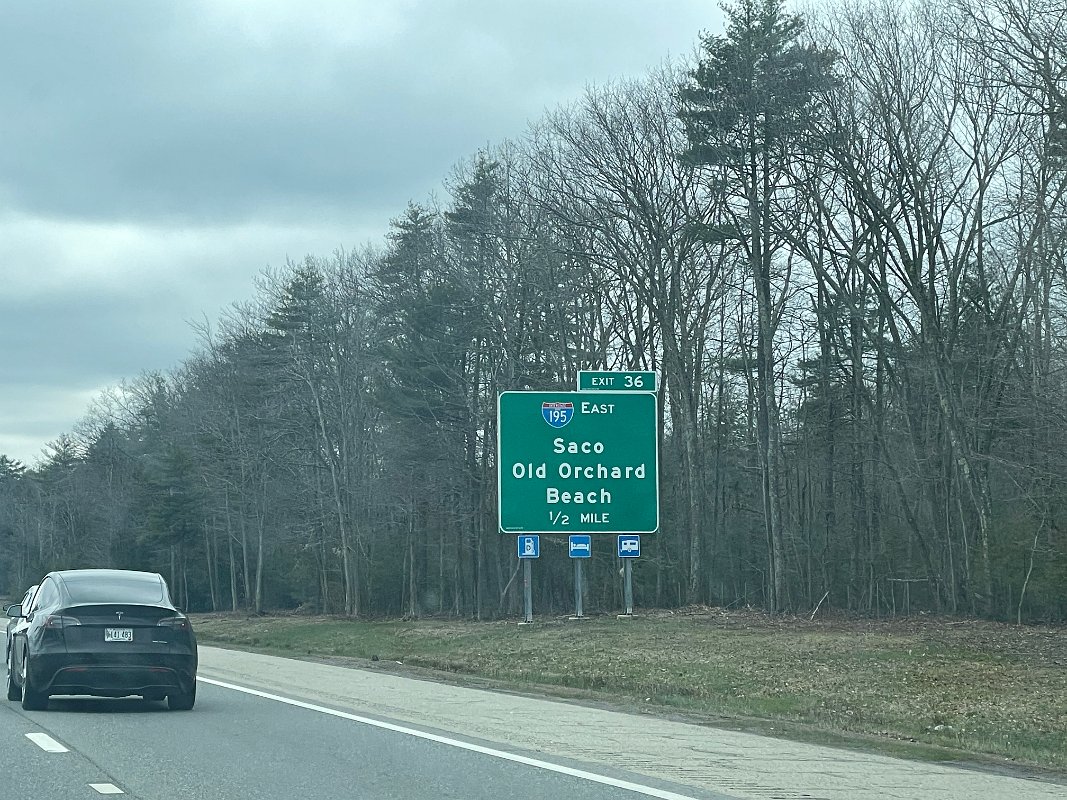 EXIT 36
195 EAST
Saco
Old Orchard
Beach
1/2 MILE
D